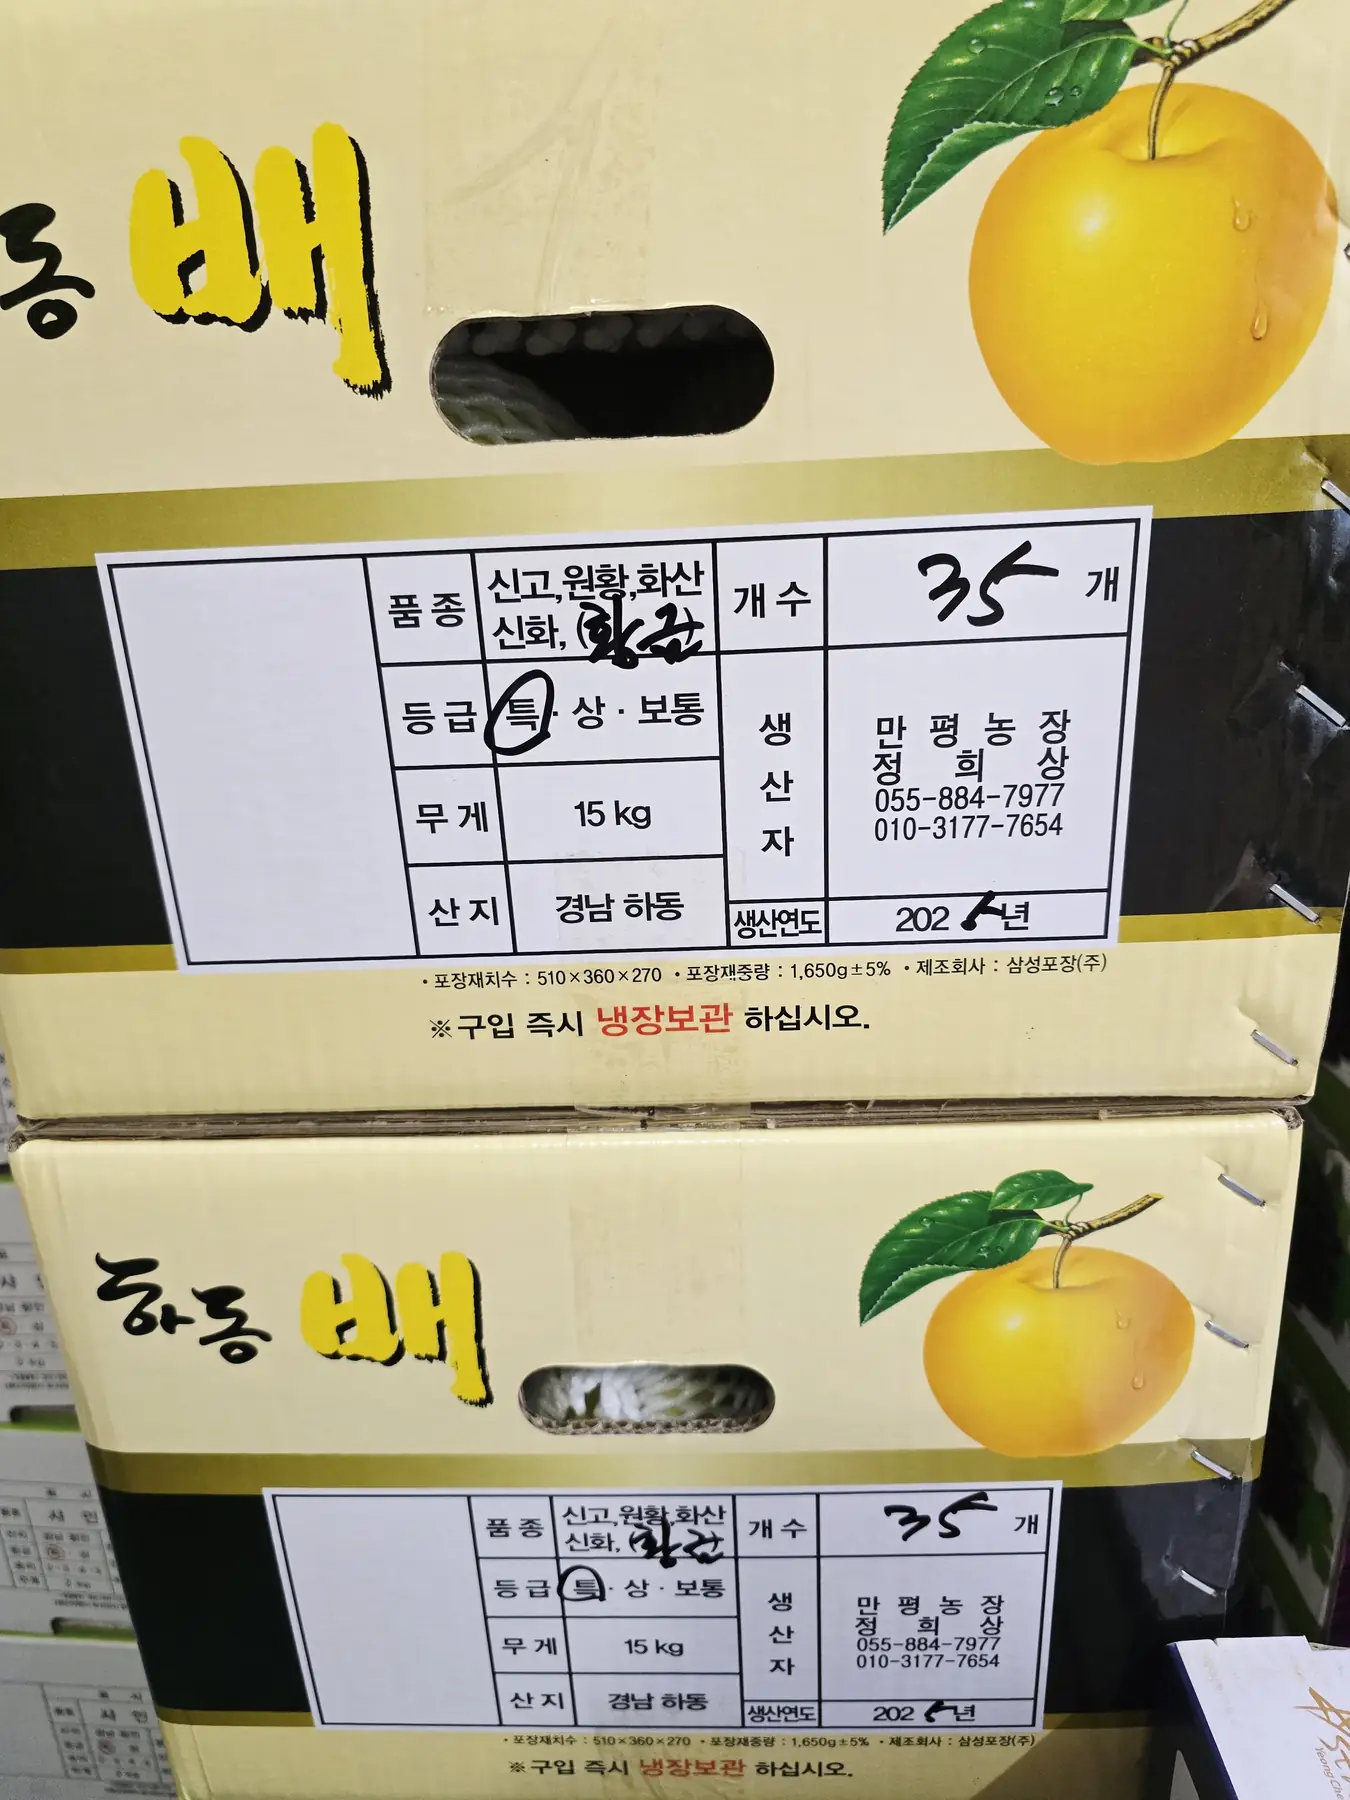 동 배
품종 신고,원황,화산
신화, (황금
개수 35 개
등급 특 · 상 · 보통
무게 15 kg
산지 경남 하동
생산자 만평농장
정희상
055-884-7977
010-3177-7654
생산연도 2025년
• 포장재치수 : 510×360×270 • 포장재중량 : 1,650g±5% • 제조회사 : 삼성포장(주)
※구입 즉시 냉장보관 하십시오.
하동 배
품종 신고,원황,화산
신화, (황금
개수 35 개
등급 특 · 상 · 보통
무게 15 kg
산지 경남 하동
생산자 만평농장
정희상
055-884-7977
010-3177-7654
생산연도 2025년
• 포장재치수 : 510×360×270 • 포장재중량 : 1,650g±5% • 제조회사 : 삼성포장(주)
※구입 즉시 냉장보관 하십시오.